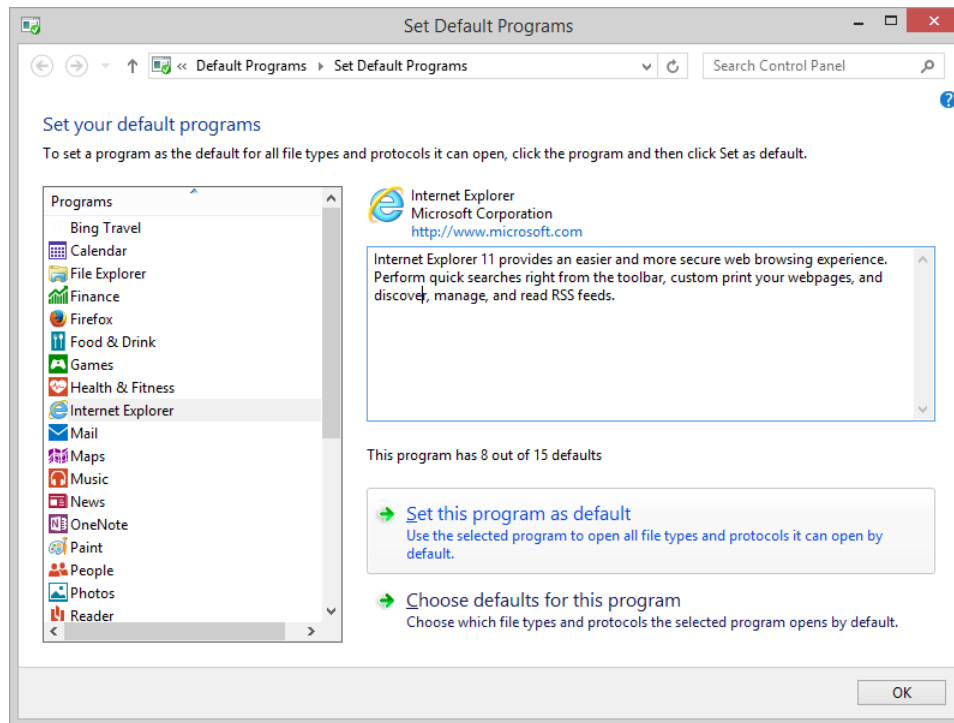 Set Default Programs
« Default Programs Set Default Programs
Search Control Panel
Set your default programs
To set a program as the default for all file types and protocols it can open, click the program and then click Set as default.
Programs
Bing Travel
Calendar
File Explorer
Finance
Firefox
Food & Drink
Games
Health & Fitness
Internet Explorer
Mail
Maps
Music
News
OneNote
Paint
People
Photos
Reader
Internet Explorer
Microsoft Corporation
http://www.microsoft.com
Internet Explorer 11 provides an easier and more secure web browsing experience.
Perform quick searches right from the toolbar, custom print your webpages, and
discover, manage, and read RSS feeds.
This program has 8 out of 15 defaults
Set this program as default
Use the selected program to open all file types and protocols it can open by
default.
Choose defaults for this program
Choose which file types and protocols the selected program opens by default.
OK